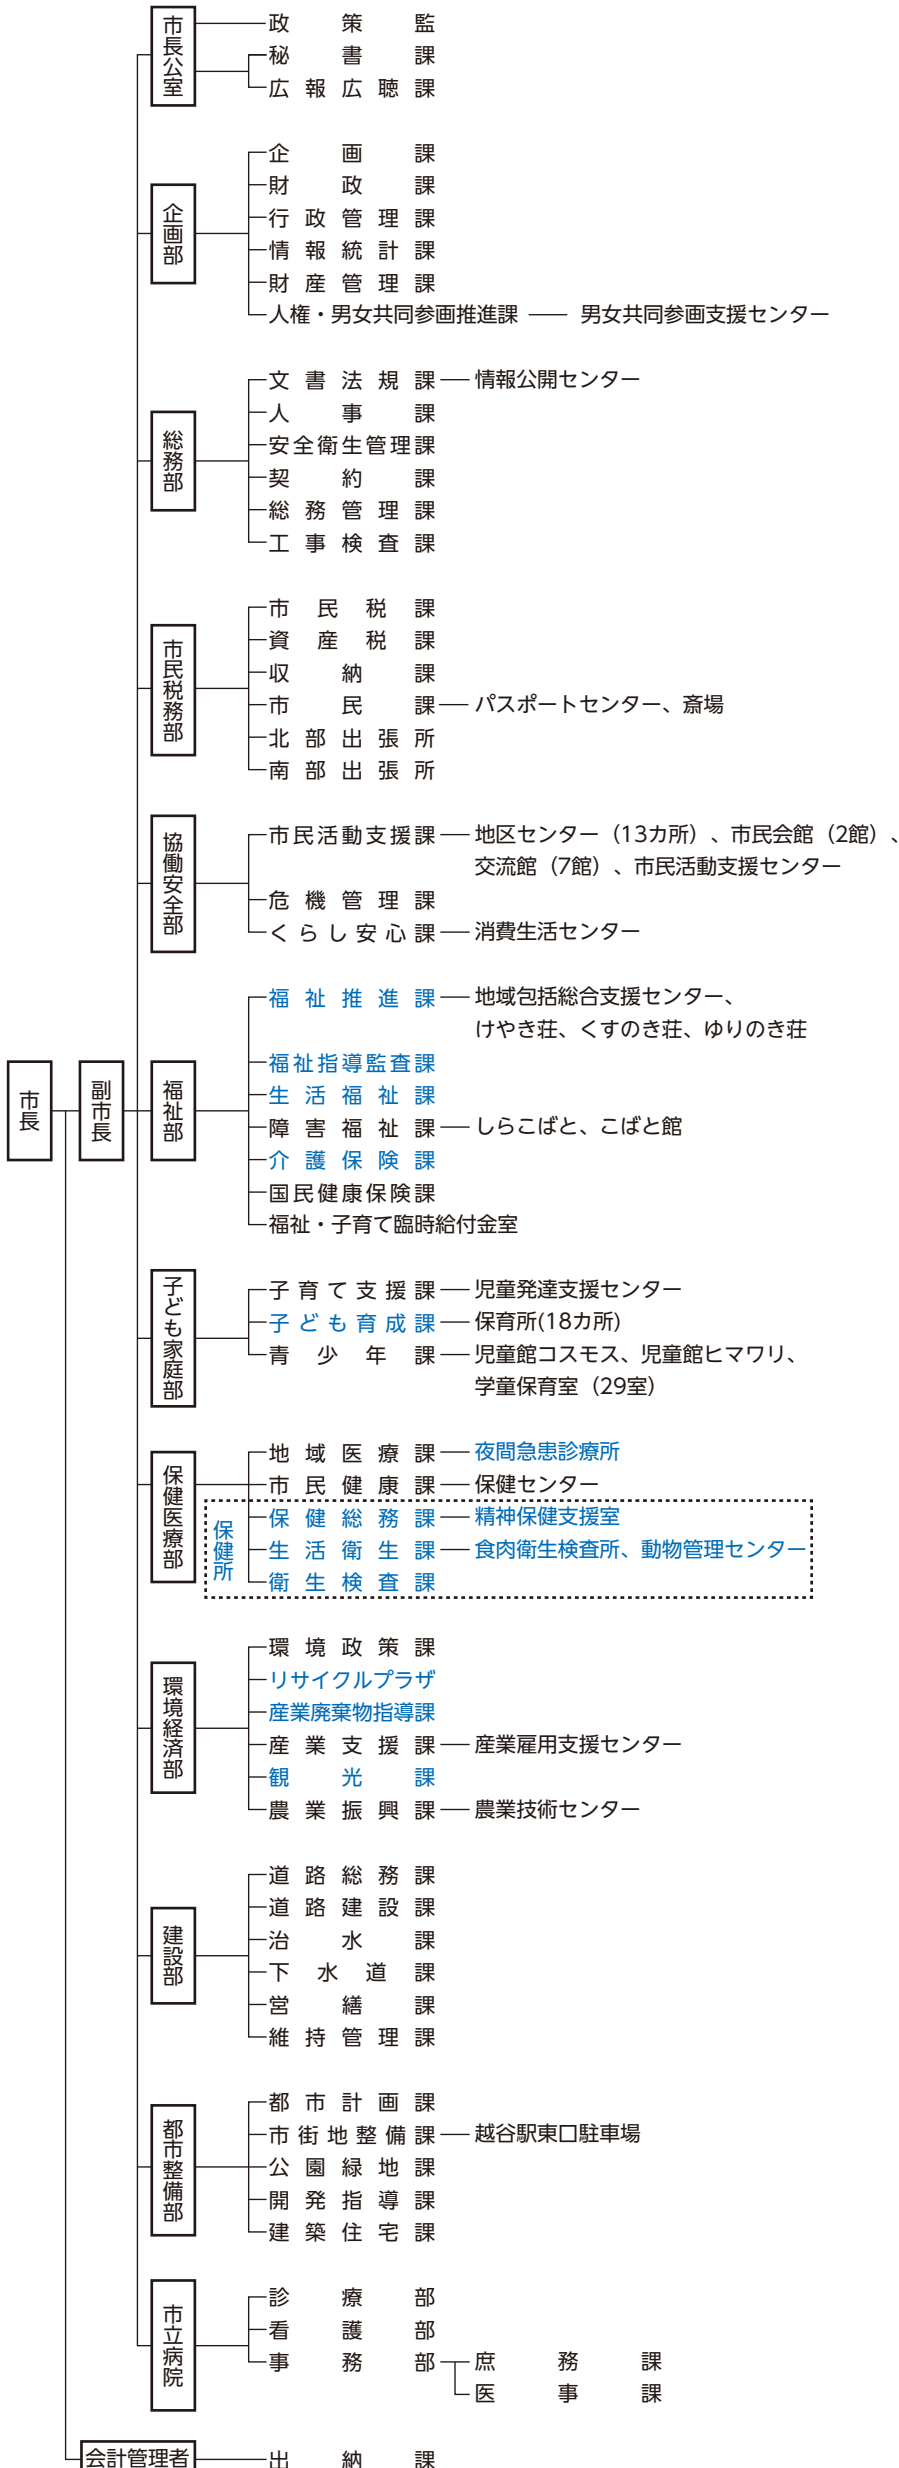 市長公室
政策監
秘書課
広報広聴課
企画部
企画課
財政課
行政管理課
情報統計課
財産管理課
人権・男女共同参画推進課 男女共同参画支援センター
総務部
文書法規課 情報公開センター
人事課
安全衛生管理課
契約課
総務管理課
工事検査課
市民税務部
市民税課
資産税課
収納課
市民課 パスポートセンター、斎場
北部出張所
南部出張所
協働安全部
市民活動支援課 地区センター（13カ所）、市民会館（2館）、
交流館（7館）、市民活動支援センター
危機管理課
くらし安心課 消費生活センター
市長
副市長
福祉部
福祉推進課 地域包括総合支援センター、
けやき荘、くすのき荘、ゆりのき荘
福祉指導監査課
生活福祉課
障害福祉課 しらこばと、こばと館
介護保険課
国民健康保険課
福祉・子育て臨時給付金室
子ども家庭部
子育て支援課 児童発達支援センター
子ども育成課 保育所(18カ所)
青少年課 児童館コスモス、児童館ヒマワリ、
学童保育室（29室）
保健医療部
地域医療課 夜間急患診療所
市民健康課 保健センター
保健所
保健総務課 精神保健支援室
生活衛生課 食肉衛生検査所、動物管理センター
衛生検査課
環境経済部
環境政策課
リサイクルプラザ
産業廃棄物指導課
産業支援課 産業雇用支援センター
観光課
農業振興課 農業技術センター
建設部
道路総務課
道路建設課
治水課
下水道課
営繕課
維持管理課
都市整備部
都市計画課
市街地整備課 越谷駅東口駐車場
公園緑地課
開発指導課
建築住宅課
市立病院
診療部
看護部
事務部 庶務課
医事課
会計管理者 出納課